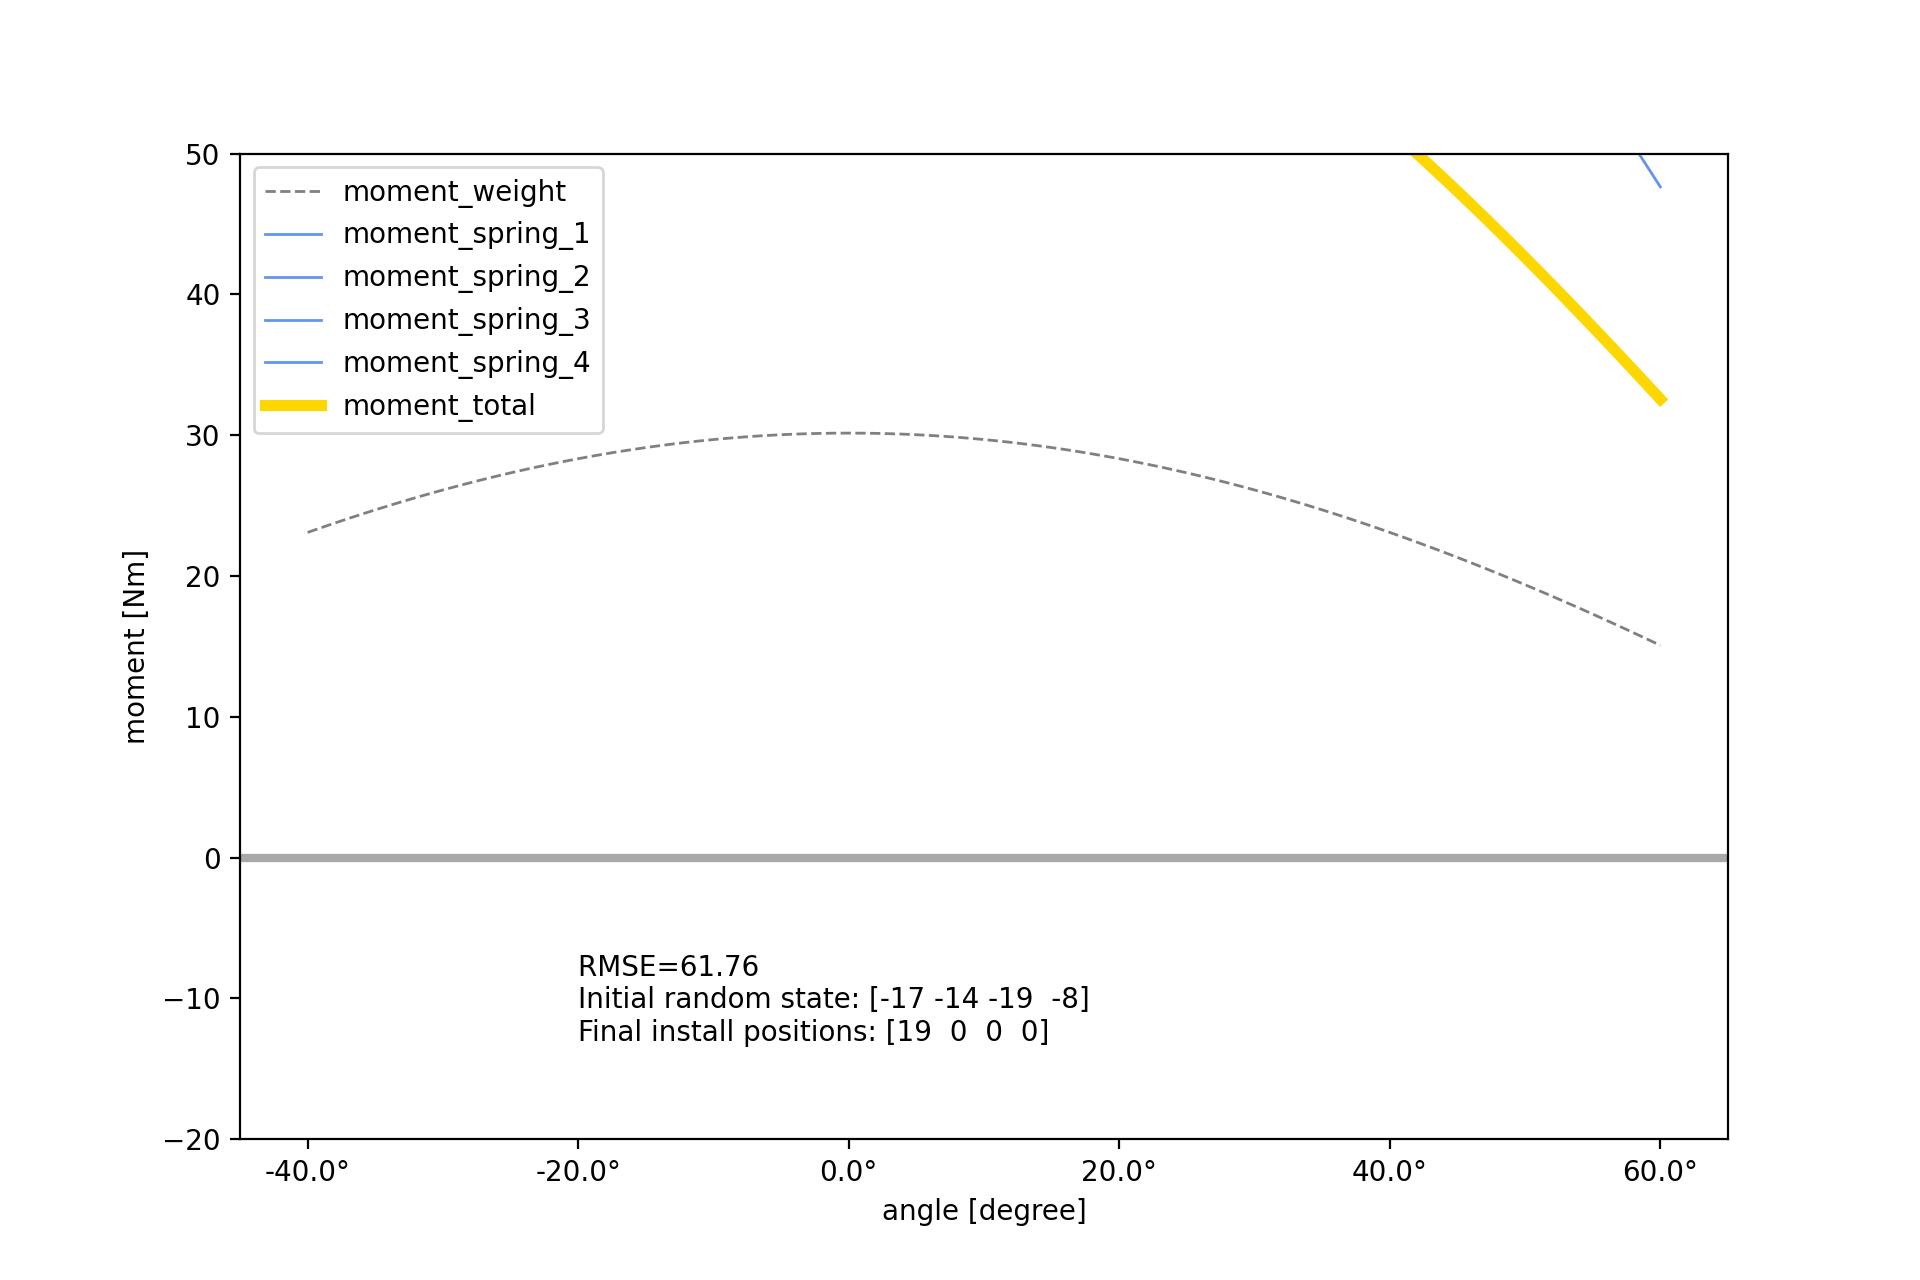 50
40
30
20
10
0
−10
−20
moment [Nm]
moment_weight
moment_spring_1
moment_spring_2
moment_spring_3
moment_spring_4
moment_total
RMSE=61.76
Initial random state: [-17 -14 -19  -8]
Final install positions: [19  0  0  0]
-40.0° -20.0° 0.0° 20.0° 40.0° 60.0°
angle [degree]